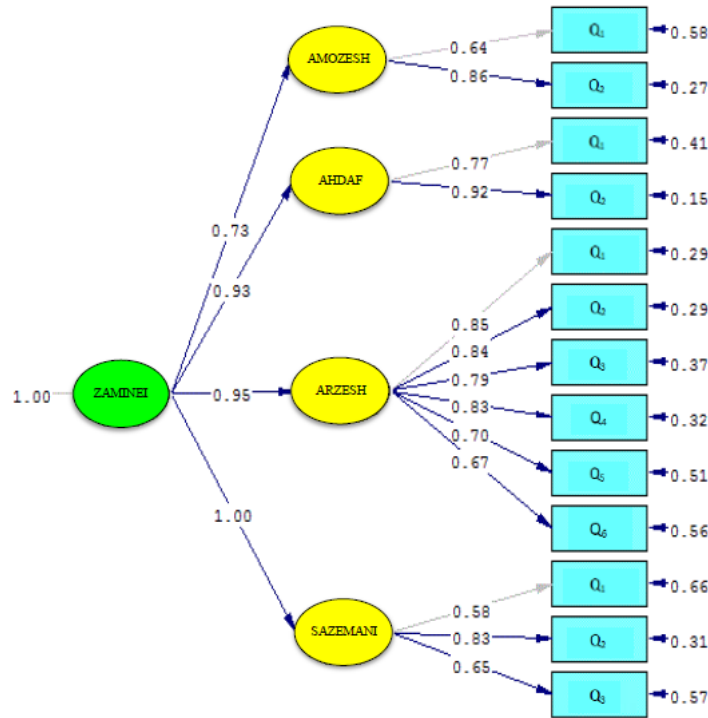 AMOZESH
0.64
0.86
Q₁
0.58
Q₂
0.27
AHDAF
0.77
0.92
Q₁
0.41
Q₂
0.15
0.73
0.93
ZAMINEI
1.00
0.95
ARZESH
0.85
0.84
0.79
0.83
0.70
0.67
Q₁
0.29
Q₂
0.29
Q₃
0.37
Q₄
0.32
Q₅
0.51
Q₆
0.56
1.00
SAZEMANI
0.58
0.83
0.65
Q₁
0.66
Q₂
0.31
Q₃
0.57